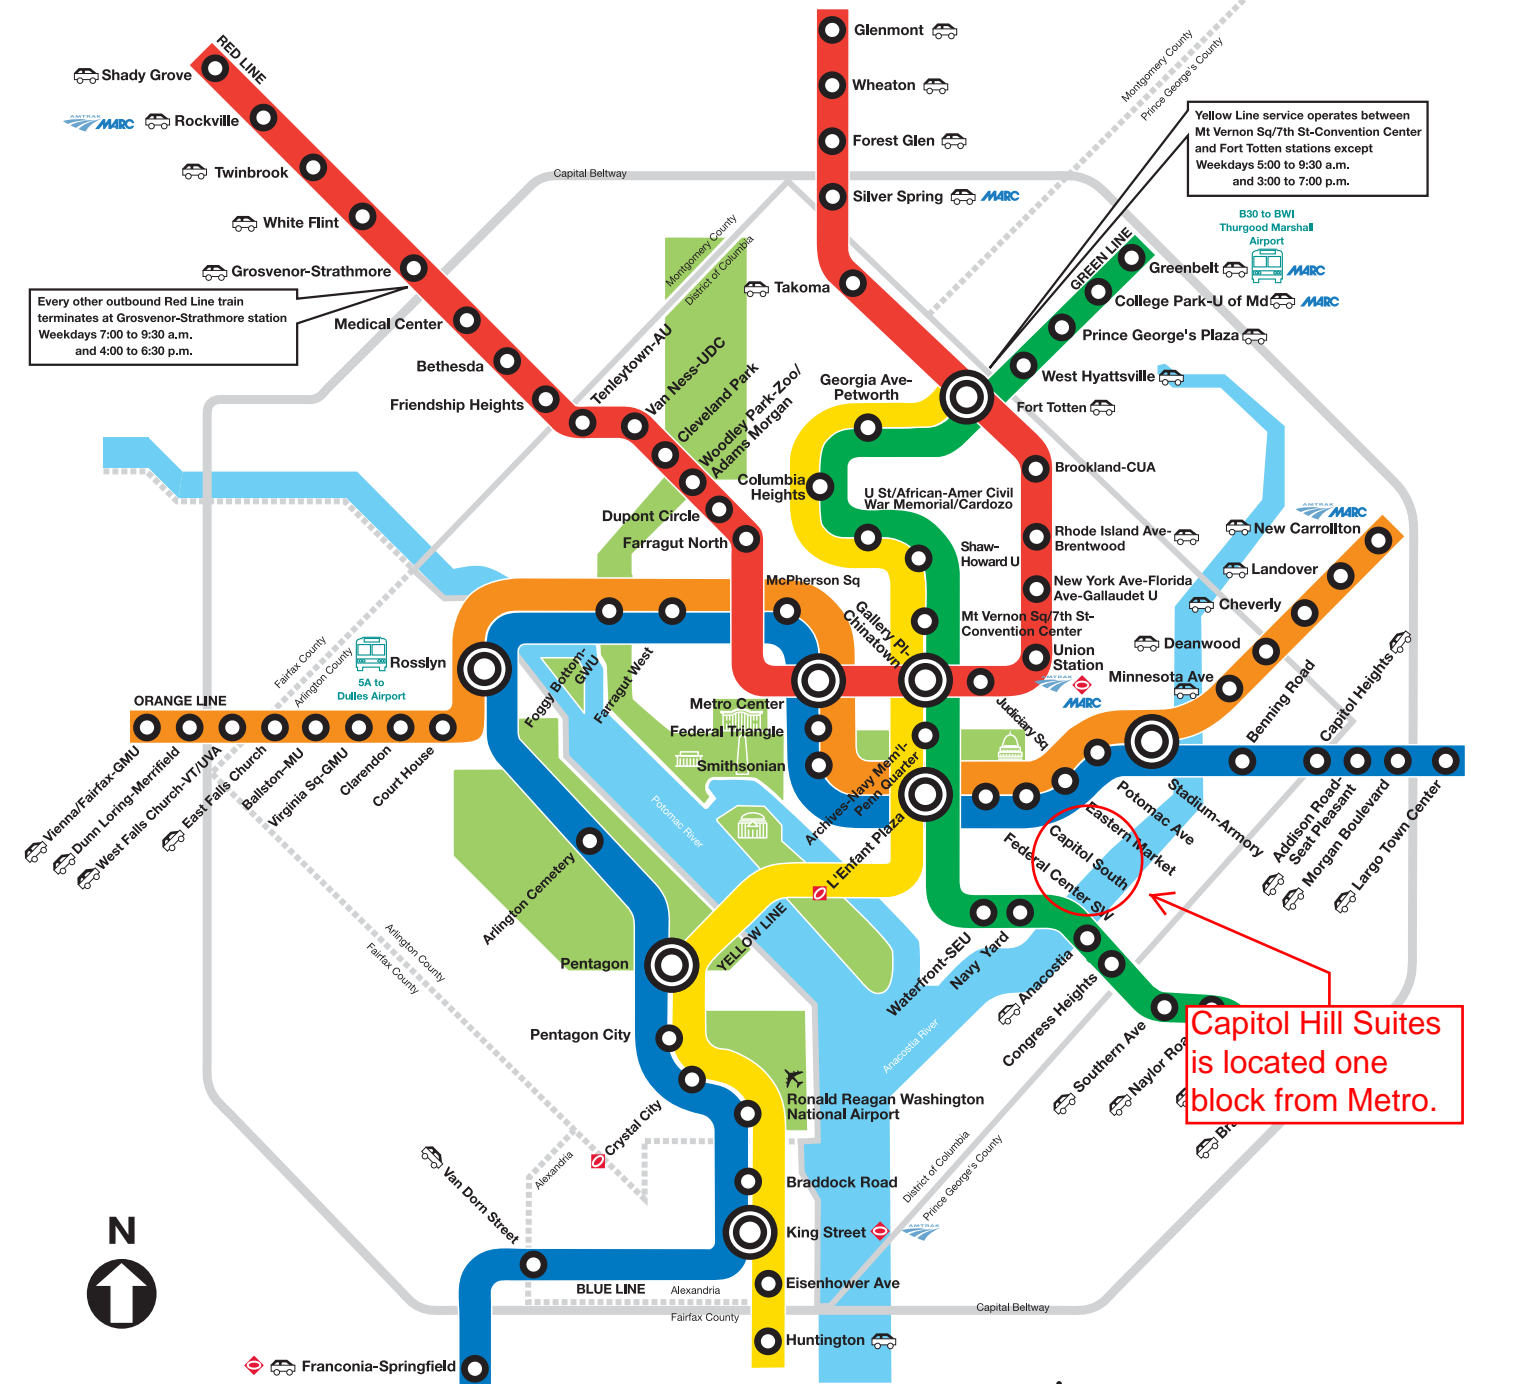 Glenmont
Wheaton
Forest Glen
Silver Spring
MARC
Takoma
RED LINE
Shady Grove
AMTRAK
MARC
Rockville
Twinbrook
White Flint
Grosvenor-Strathmore
Every other outbound Red Line train
terminates at Grosvenor-Strathmore station
Weekdays 7:00 to 9:30 a.m.
and 4:00 to 6:30 p.m.
Medical Center
Bethesda
Friendship Heights
Tenleytown-AU
Van Ness-UDC
Cleveland Park
Woodley Park-Zoo/
Adams Morgan
Dupont Circle
Farragut North
Capital Beltway
Montgomery County
District of Columbia
Montgomery County
Prince George's County
Yellow Line service operates between
Mt Vernon Sq/7th St-Convention Center
and Fort Totten stations except
Weekdays 5:00 to 9:30 a.m.
and 3:00 to 7:00 p.m.
B30 to BWI
Thurgood Marshall
Airport
GREEN LINE
Greenbelt
MARC
College Park-U of Md
MARC
Prince George's Plaza
West Hyattsville
Fort Totten
Georgia Ave-
Petworth
Columbia
Heights
U St/African-Amer Civil
War Memorial/Cardozo
Shaw-
Howard U
Mt Vernon Sq/7th St-
Convention Center
Brookland-CUA
Rhode Island Ave-
Brentwood
New York Ave-Florida
Ave-Gallaudet U
Union
Station
AMTRAK
MARC
AMTRAK
MARC
New Carrollton
Landover
Cheverly
Deanwood
Minnesota Ave
Benning Road
Capitol Heights
McPherson Sq
Gallery Pl-
Chinatown
Judiciary Sq
Metro Center
Federal Triangle
Smithsonian
Archives-Navy Mem'l-
Penn Quarter
L'Enfant Plaza
Foggy Bottom-
GWU
Farragut West
Rosslyn
5A to
Dulles Airport
Fairfax County
Arlington County
ORANGE LINE
Vienna/Fairfax-GMU
Dunn Loring-Merrifield
West Falls Church-VT/UVA
East Falls Church
Ballston-MU
Virginia Sq-GMU
Clarendon
Court House
Potomac River
Federal Center SW
Capitol South
Eastern Market
Potomac Ave
Stadium-Armory
Addison Road-
Seat Pleasant
Morgan Boulevard
Largo Town Center
Arlington Cemetery
Pentagon
YELLOW LINE
Arlington County
Fairfax County
Waterfront-SEU
Navy Yard
Anacostia
Congress Heights
Southern Ave
Anacostia River
Capitol Hill Suites
is located one
block from Metro.
Pentagon City
Crystal City
Ronald Reagan Washington
National Airport
Braddock Road
King Street
AMTRAK
Eisenhower Ave
Huntington
Van Dorn Street
Alexandria
District of Columbia
Prince George's County
N
BLUE LINE
Alexandria
Fairfax County
Capital Beltway
Franconia-Springfield